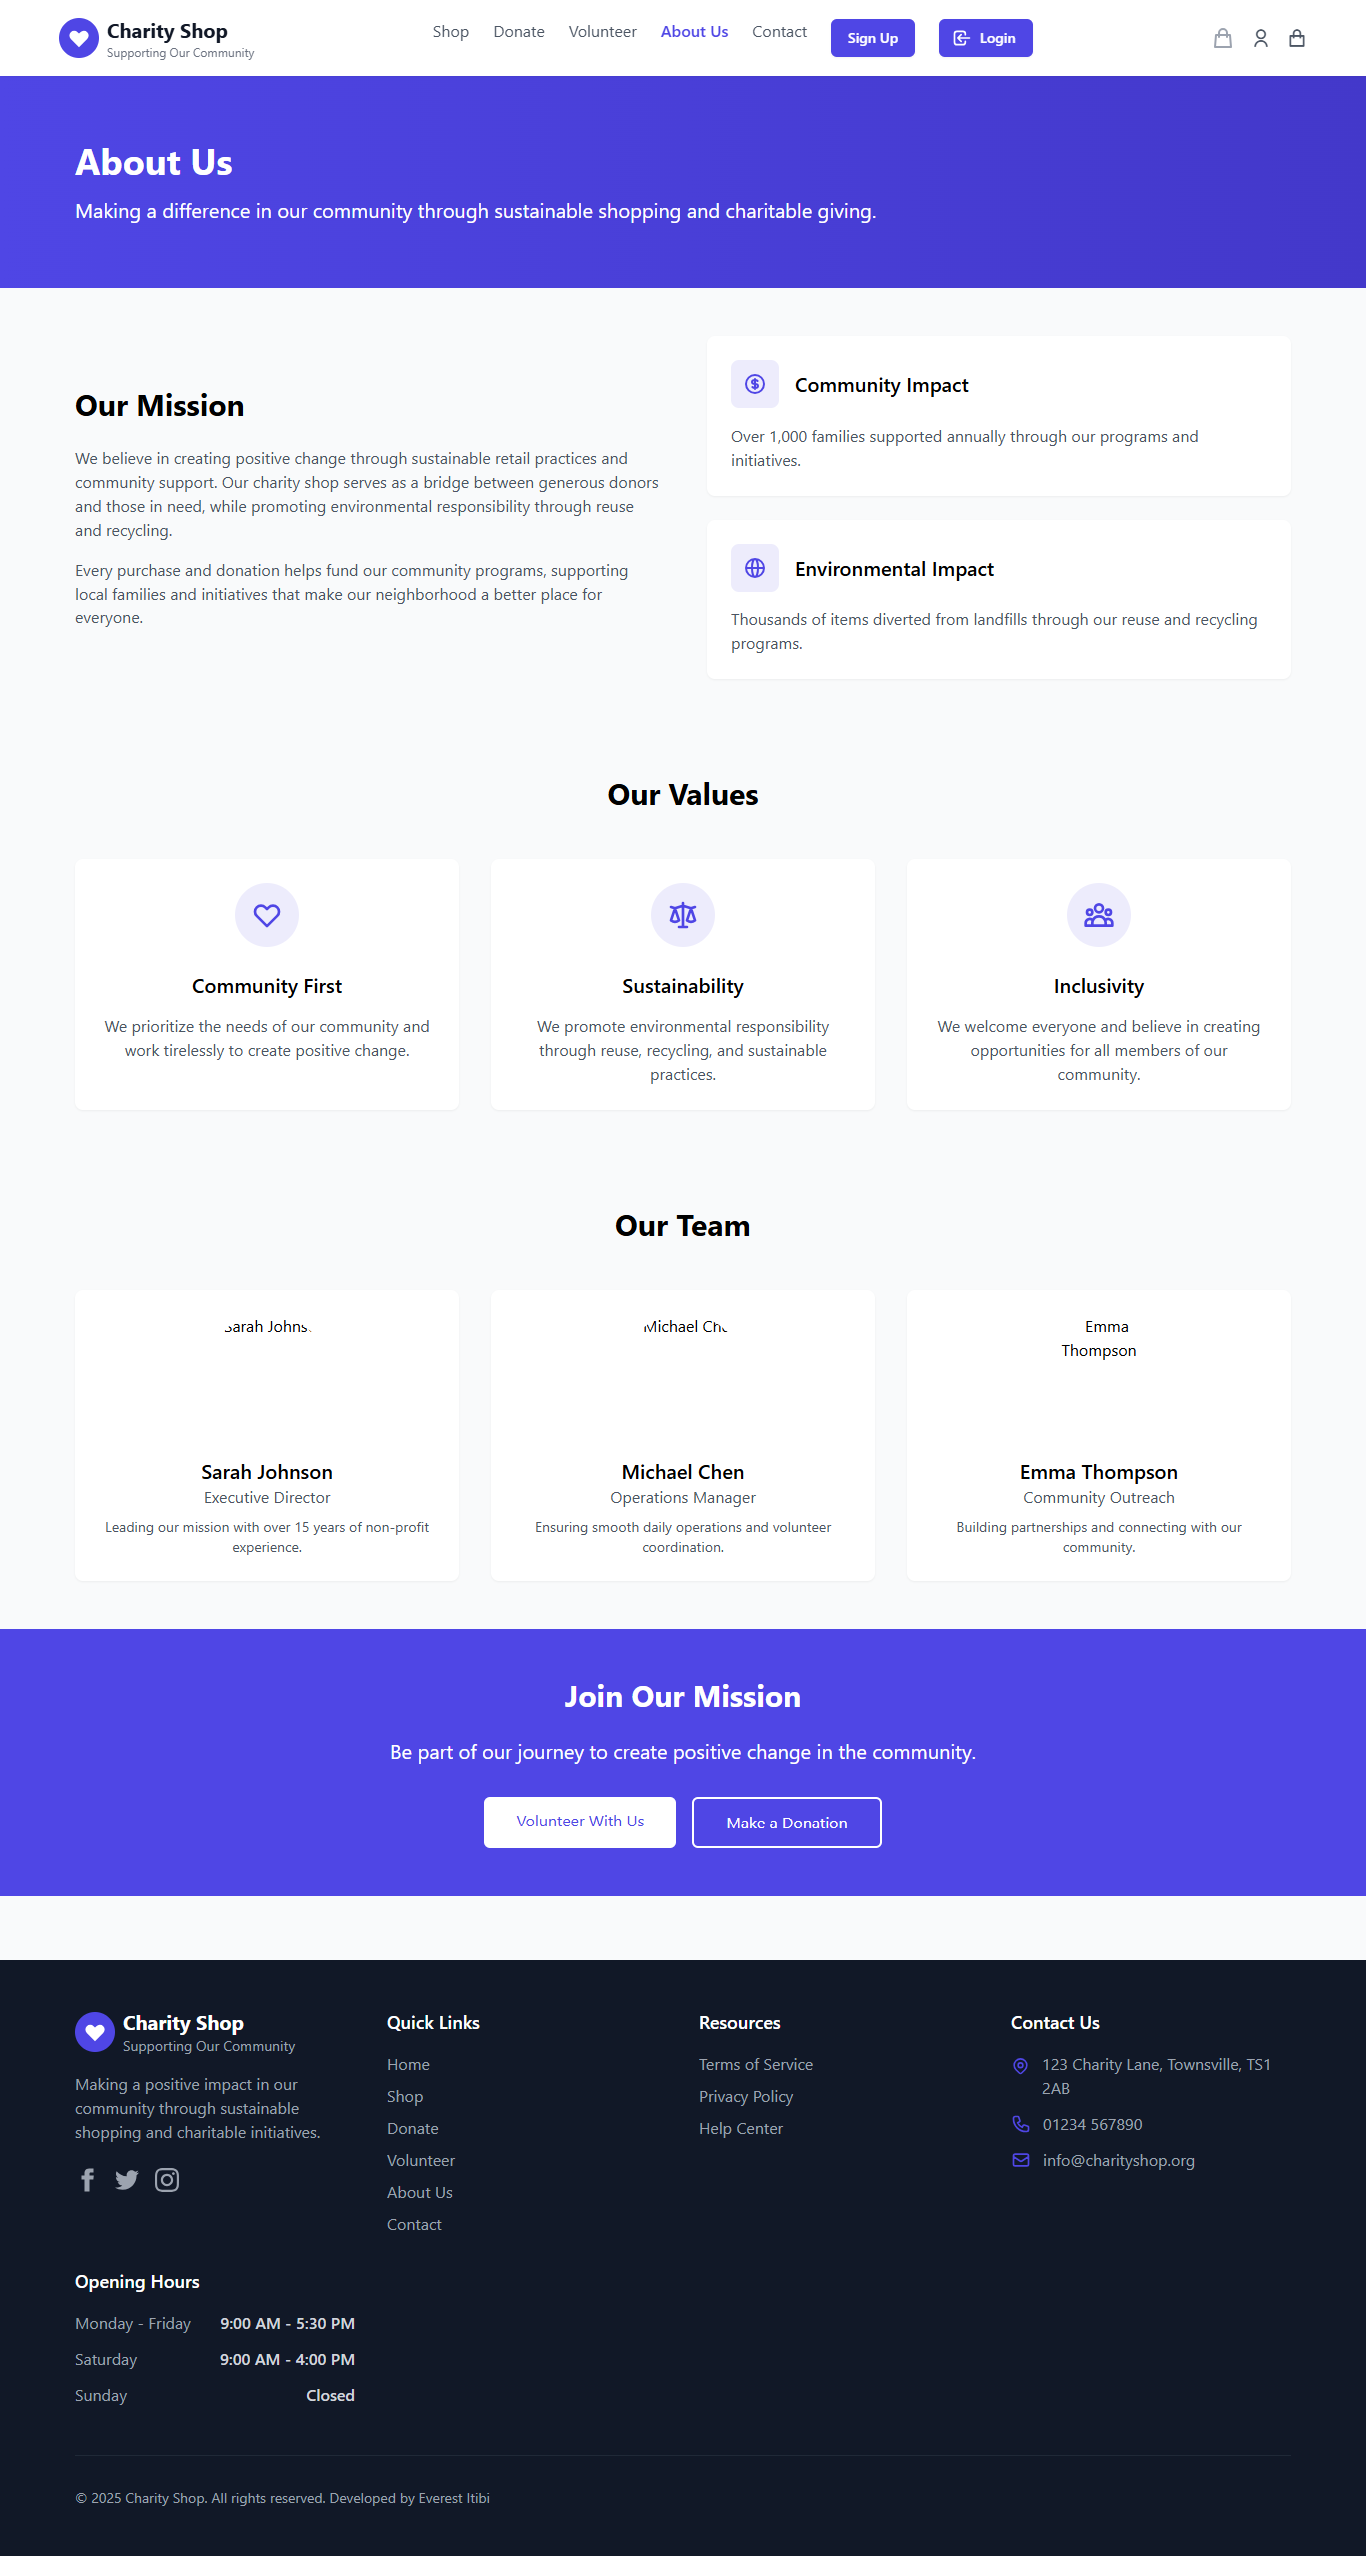 Charity Shop
Supporting Our Community
Shop
Donate
Volunteer
About Us
Contact
Sign Up
Login
About Us
Making a difference in our community through sustainable shopping and charitable giving.
Our Mission
We believe in creating positive change through sustainable retail practices and
community support. Our charity shop serves as a bridge between generous donors
and those in need, while promoting environmental responsibility through reuse
and recycling.
Every purchase and donation helps fund our community programs, supporting
local families and initiatives that make our neighborhood a better place for
everyone.
Community Impact
Over 1,000 families supported annually through our programs and
initiatives.
Environmental Impact
Thousands of items diverted from landfills through our reuse and recycling
programs.
Our Values
Community First
We prioritize the needs of our community and
work tirelessly to create positive change.
Sustainability
We promote environmental responsibility
through reuse, recycling, and sustainable
practices.
Inclusivity
We welcome everyone and believe in creating
opportunities for all members of our
community.
Our Team
Sarah Johns
Sarah Johnson
Executive Director
Leading our mission with over 15 years of non-profit
experience.
Michael Che
Michael Chen
Operations Manager
Ensuring smooth daily operations and volunteer
coordination.
Emma
Thompson
Emma Thompson
Community Outreach
Building partnerships and connecting with our
community.
Join Our Mission
Be part of our journey to create positive change in the community.
Volunteer With Us
Make a Donation
Charity Shop
Supporting Our Community
Making a positive impact in our
community through sustainable
shopping and charitable initiatives.
Quick Links
Home
Shop
Donate
Volunteer
About Us
Contact
Resources
Terms of Service
Privacy Policy
Help Center
Contact Us
123 Charity Lane, Townsville, TS1
2AB
01234 567890
info@charityshop.org
Opening Hours
Monday - Friday 9:00 AM - 5:30 PM
Saturday 9:00 AM - 4:00 PM
Sunday Closed
© 2025 Charity Shop. All rights reserved. Developed by Everest Itibi